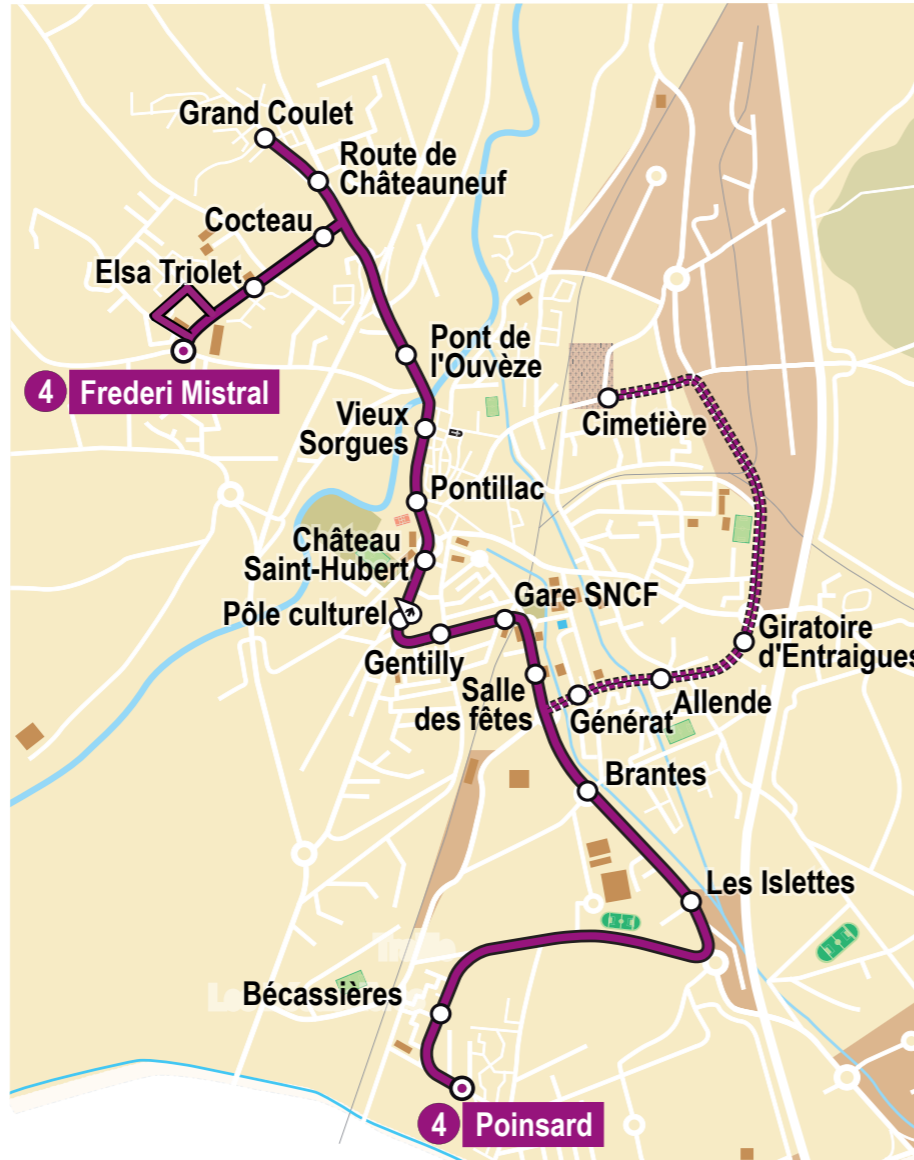 Grand Coulet
Route de
Châteauneuf
Cocteau
Elsa Triolet
4 Frederi Mistral
Pont de
l'Ouvèze
Vieux
Sorgues
Cimetière
Pontillac
Château
Saint-Hubert
Pôle culturel
Gare SNCF
Gentilly
Giratoire
d'Entraigues
Salle
des fêtes
Générat
Allende
Brantes
Les Islettes
Bécassières
4 Poinsard